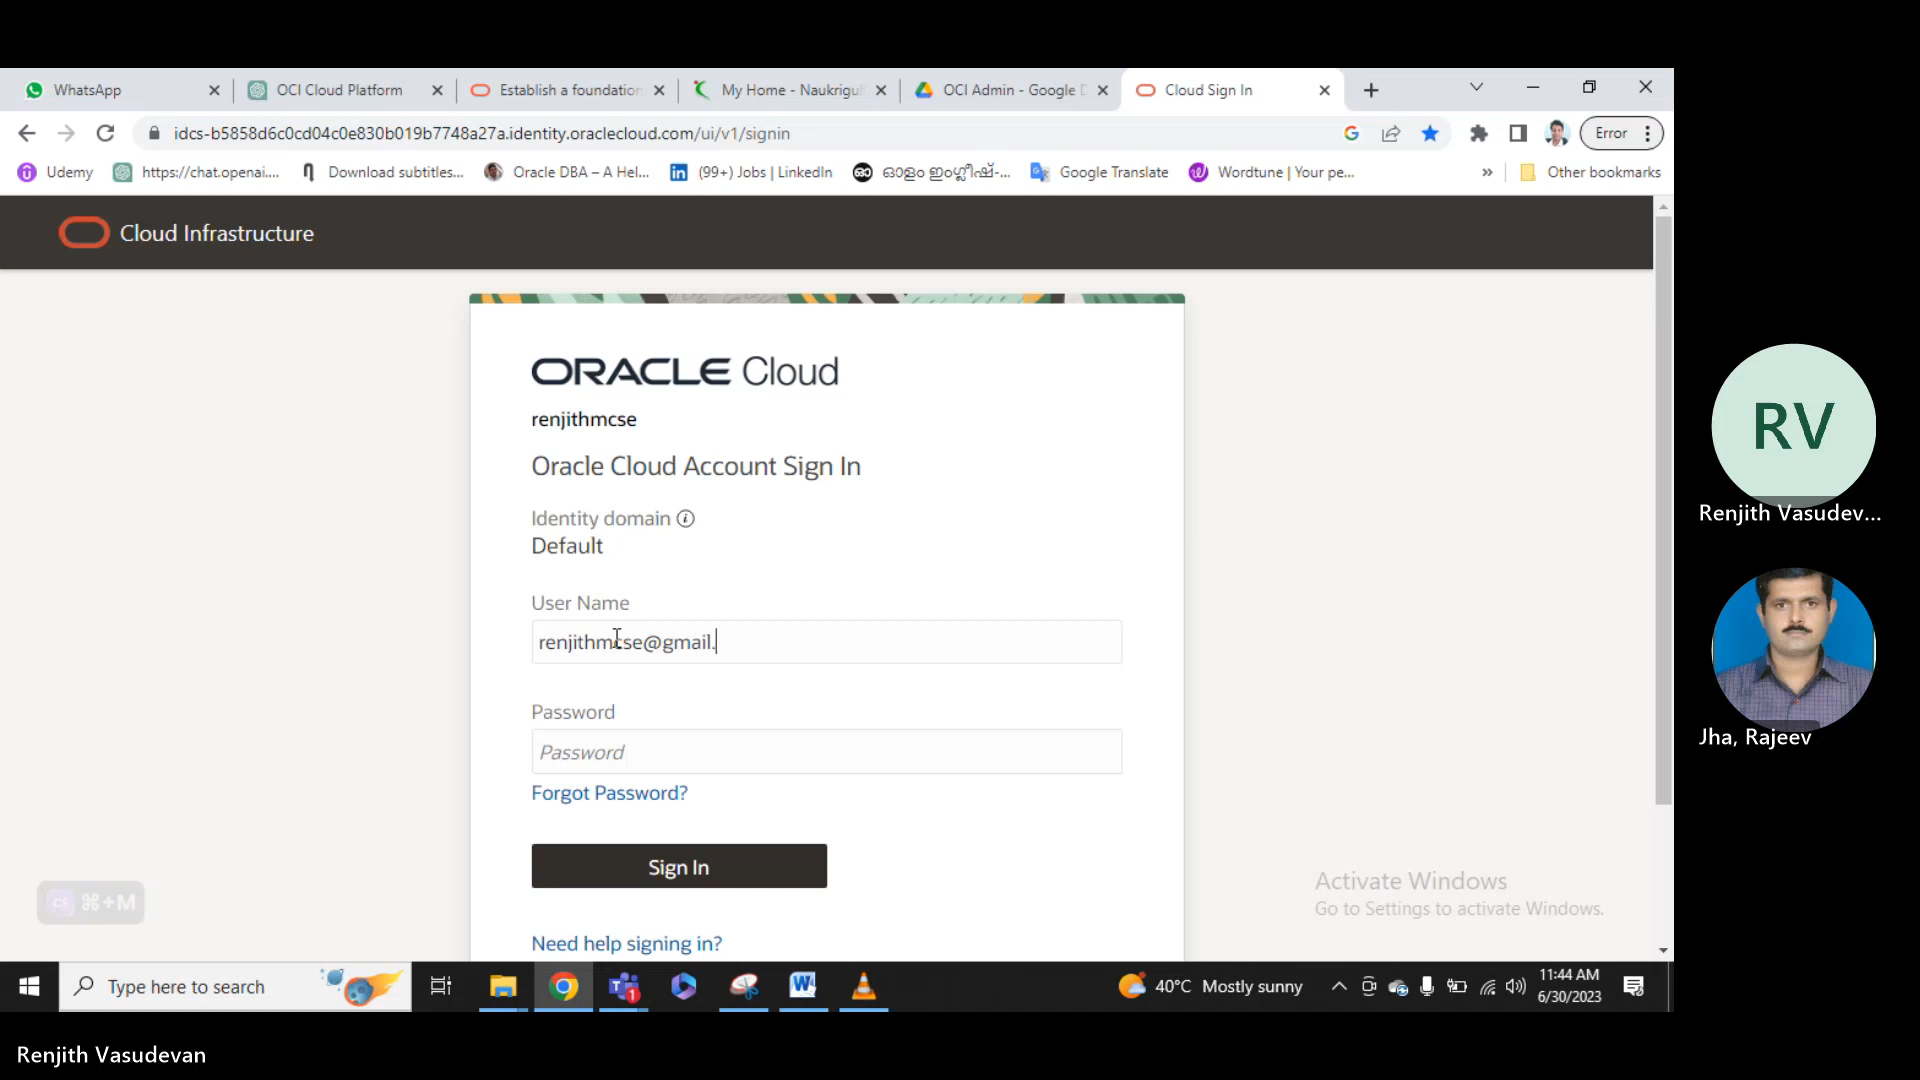 WhatsApp
OCI Cloud Platform
Establish a foundation
My Home - Naukrigul
OCI Admin - Google D
Cloud Sign In
idcs-b5858d6c0cd04c0e830b019b7748a27a.identity.oraclecloud.com/ui/v1/signin
Error
Udemy
https://chat.openai....
Download subtitles...
Oracle DBA – A Hel...
(99+) Jobs | LinkedIn
ഓളം ഇംഗ്ലീഷ്-...
Google Translate
Wordtune | Your pe...
»
Other bookmarks
Cloud Infrastructure
ORACLE Cloud
renjithmcse
Oracle Cloud Account Sign In
Identity domain
Default
User Name
renjithmcse@gmail.
Password
Password
Forgot Password?
Sign In
Need help signing in?
CS ⌘+M
Activate Windows
Go to Settings to activate Windows.
Type here to search
1
40°C Mostly sunny
11:44 AM
6/30/2023
RV
Renjith Vasudev...
Jha, Rajeev
Renjith Vasudevan